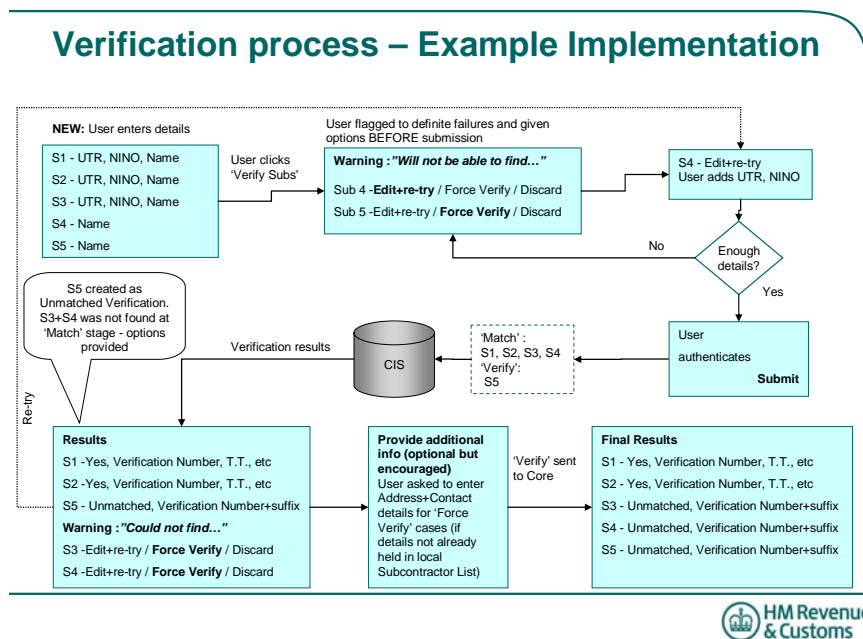 Verification process – Example Implementation
NEW: User enters details
S1 - UTR, NINO, Name
S2 - UTR, NINO, Name
S3 - UTR, NINO, Name
S4 - Name
S5 - Name
User clicks
‘Verify Subs’
User flagged to definite failures and given
options BEFORE submission
Warning :”Will not be able to find…”
Sub 4 -Edit+re-try / Force Verify / Discard
Sub 5 -Edit+re-try / Force Verify / Discard
S4 - Edit+re-try
User adds UTR, NINO
Enough
details?
No
Yes
User
authenticates
Submit
‘Match’ :
S1, S2, S3, S4
‘Verify’:
S5
CIS
Verification results
S5 created as
Unmatched Verification.
S3+S4 was not found at
‘Match’ stage - options
provided
Re-try
Results
S1 -Yes, Verification Number, T.T., etc
S2 -Yes, Verification Number, T.T., etc
S5 - Unmatched, Verification Number+suffix
Warning :”Could not find…”
S3 -Edit+re-try / Force Verify / Discard
S4 -Edit+re-try / Force Verify / Discard
Provide additional
info (optional but
encouraged)
User asked to enter
Address+Contact
details for ‘Force
Verify’ cases (if
details not already
held in local
Subcontractor List)
‘Verify’ sent
to Core
Final Results
S1 - Yes, Verification Number, T.T., etc
S2 - Yes, Verification Number, T.T., etc
S3 - Unmatched, Verification Number+suffix
S4 - Unmatched, Verification Number+suffix
S5 - Unmatched, Verification Number+suffix
HM Revenue
& Customs